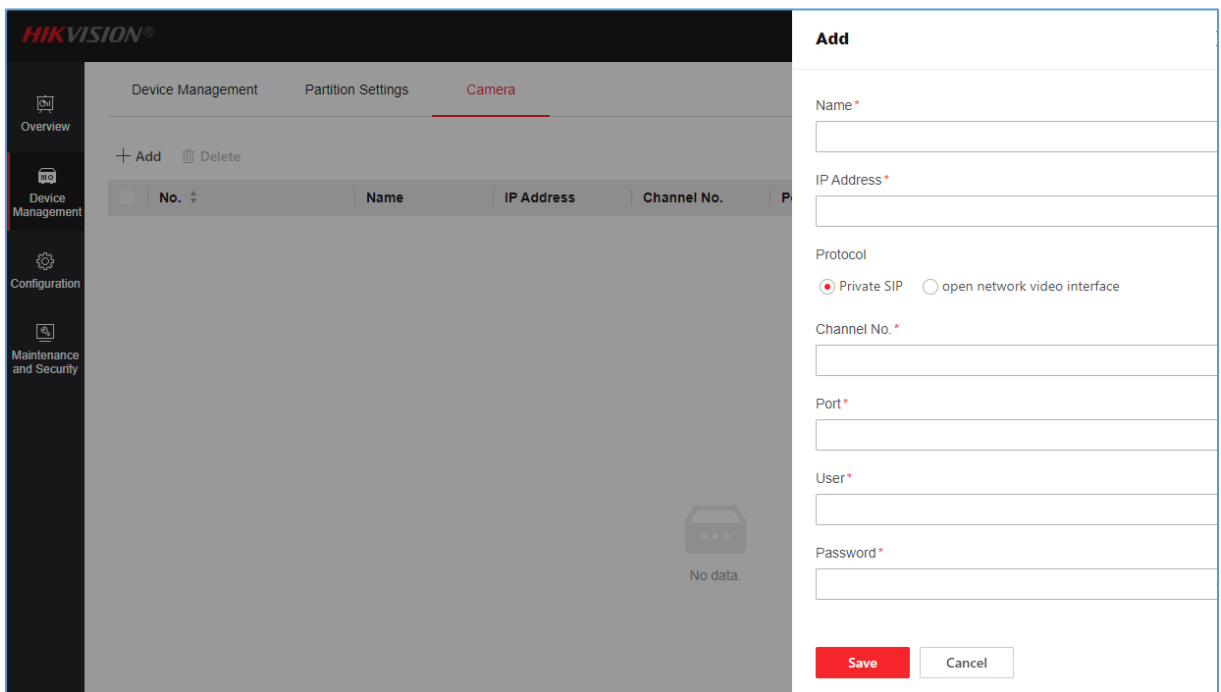 HIKVISION®
Overview
Device
Management
Configuration
Maintenance
and Security
Device Management Partition Settings Camera
Add Delete
No. Name IP Address Channel No.
No data.
Add
Name*
IP Address*
Protocol
Private SIP open network video interface
Channel No.*
Port*
User*
Password*
Save Cancel